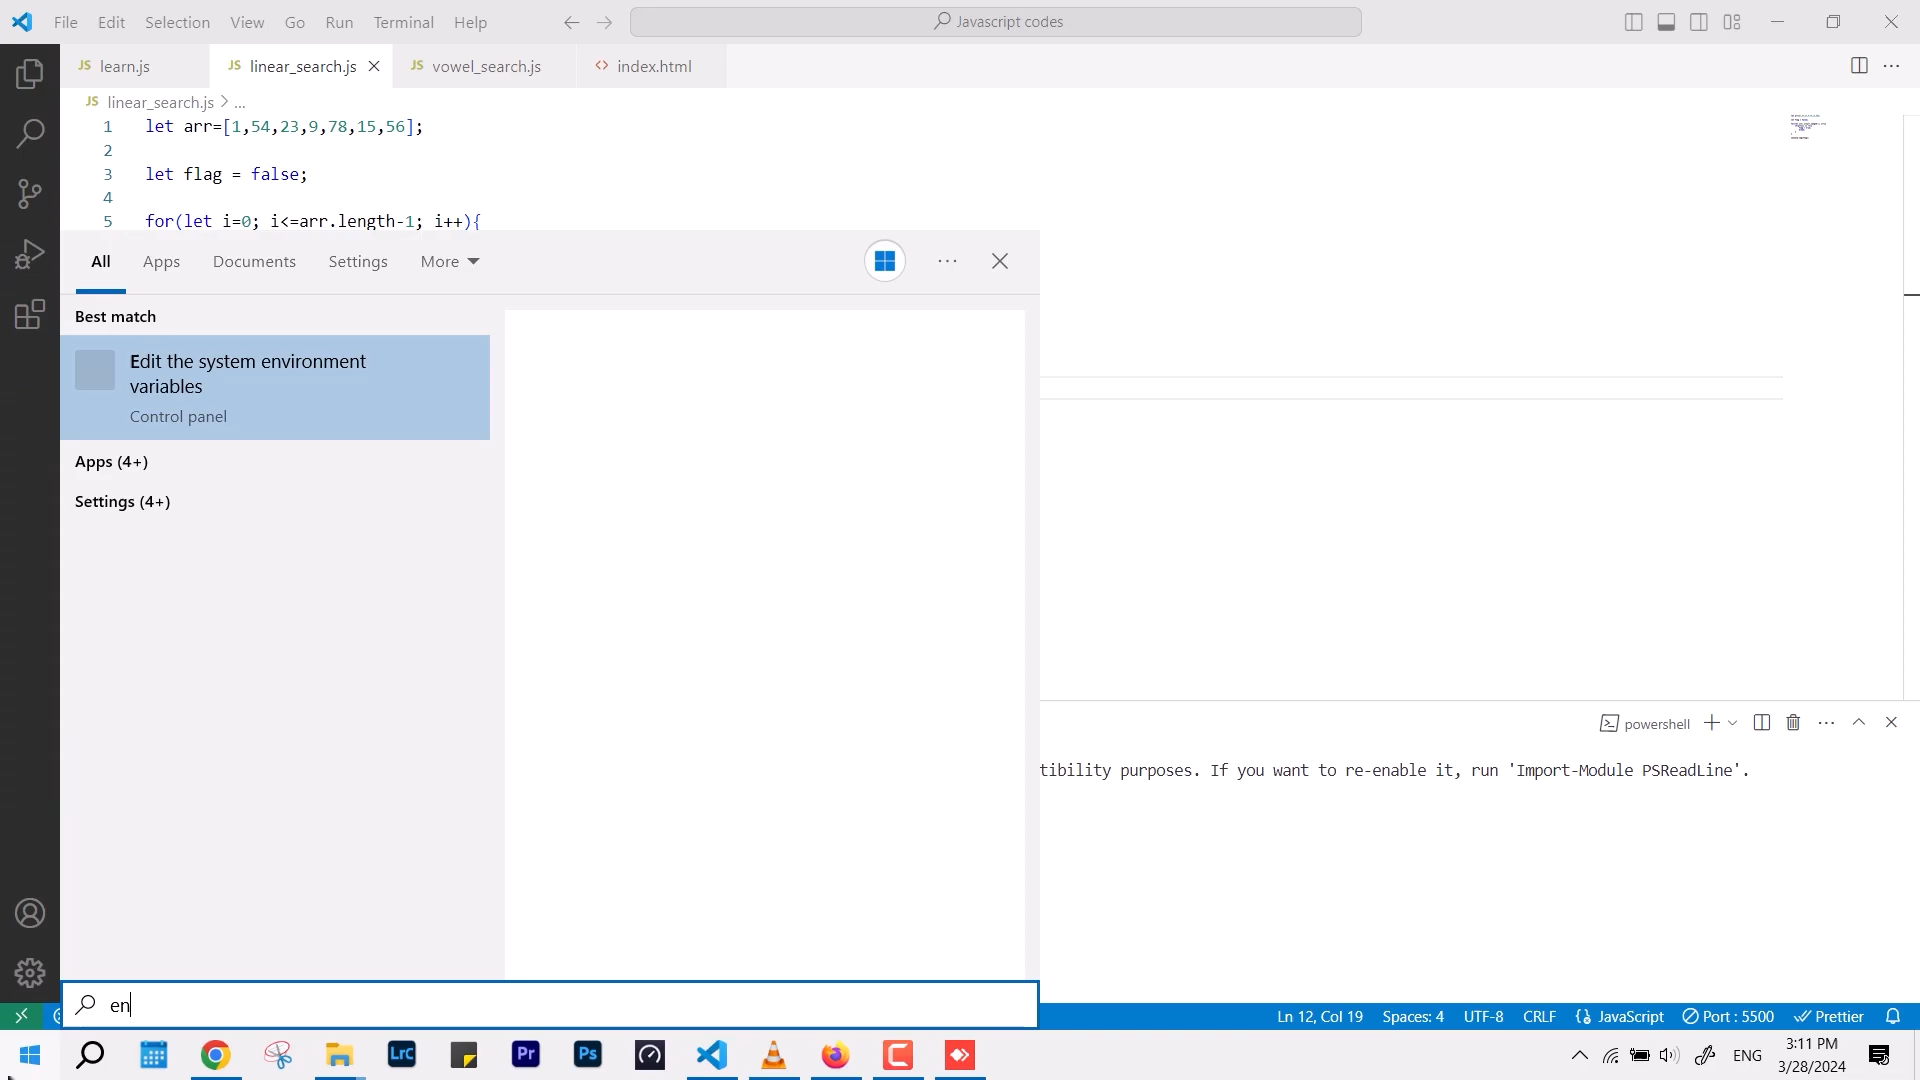 File Edit Selection View Go Run Terminal Help
Javascript codes
JS learn.js
JS linear_search.js
JS vowel_search.js
<> index.html
JS linear_search.js > ...
1 let arr=[1,54,23,9,78,15,56];
2
3 let flag = false;
4
5 for(let i=0; i<=arr.length-1; i++){
All Apps Documents Settings More
Best match
Edit the system environment
variables
Control panel
Apps (4+)
Settings (4+)
powershell
tibility purposes. If you want to re-enable it, run 'Import-Module PSReadLine'.
en
Ln 12, Col 19 Spaces: 4 UTF-8 CRLF JavaScript Port : 5500 Prettier
LrC Pr Ps
ENG
3:11 PM
3/28/2024